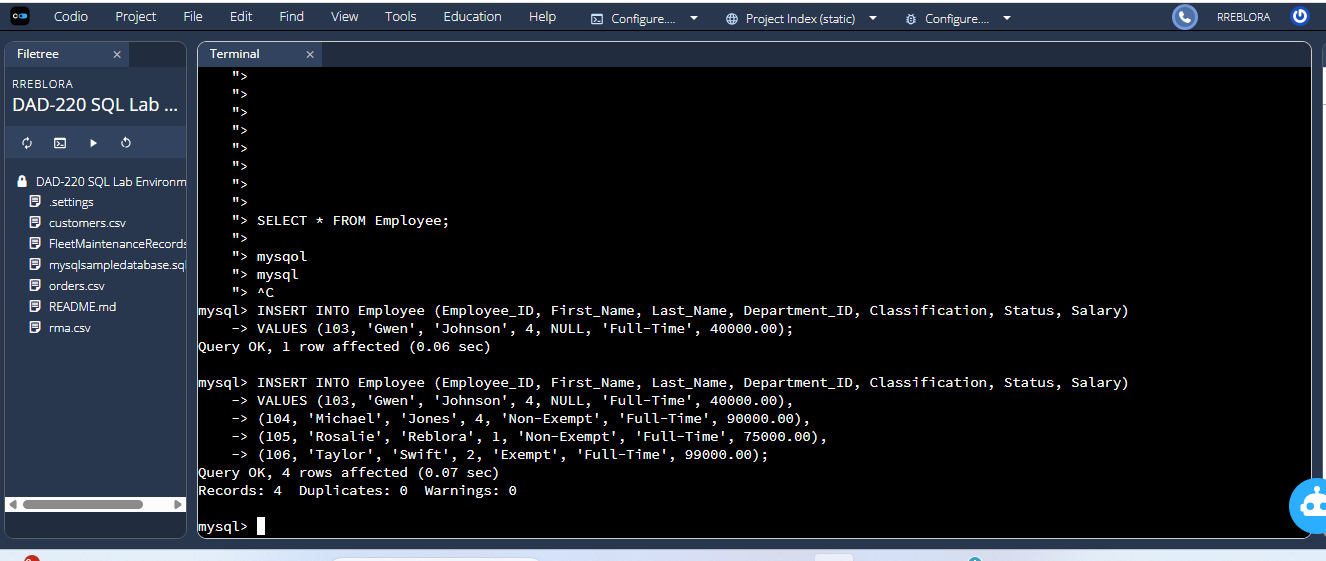 Codio Project File Edit Find View Tools Education Help Configure.... Project Index (static) Configure.... RREBLORA
Filetree
Terminal
RREBLORA
DAD-220 SQL Lab ...
DAD-220 SQL Lab Environm
.settings
customers.csv
FleetMaintenanceRecords
mysqlsampledatabase.sql
orders.csv
README.md
rma.csv
">
">
">
">
">
">
">
">
"> SELECT * FROM Employee;
">
"> mysqol
"> mysql
"> ^C
mysql> INSERT INTO Employee (Employee_ID, First_Name, Last_Name, Department_ID, Classification, Status, Salary)
-> VALUES (103, 'Gwen', 'Johnson', 4, NULL, 'Full-Time', 40000.00);
Query OK, 1 row affected (0.06 sec)
mysql> INSERT INTO Employee (Employee_ID, First_Name, Last_Name, Department_ID, Classification, Status, Salary)
-> VALUES (103, 'Gwen', 'Johnson', 4, NULL, 'Full-Time', 40000.00),
-> (104, 'Michael', 'Jones', 4, 'Non-Exempt', 'Full-Time', 90000.00),
-> (105, 'Rosalie', 'Reblora', 1, 'Non-Exempt', 'Full-Time', 75000.00),
-> (106, 'Taylor', 'Swift', 2, 'Exempt', 'Full-Time', 99000.00);
Query OK, 4 rows affected (0.07 sec)
Records: 4 Duplicates: 0 Warnings: 0
mysql>